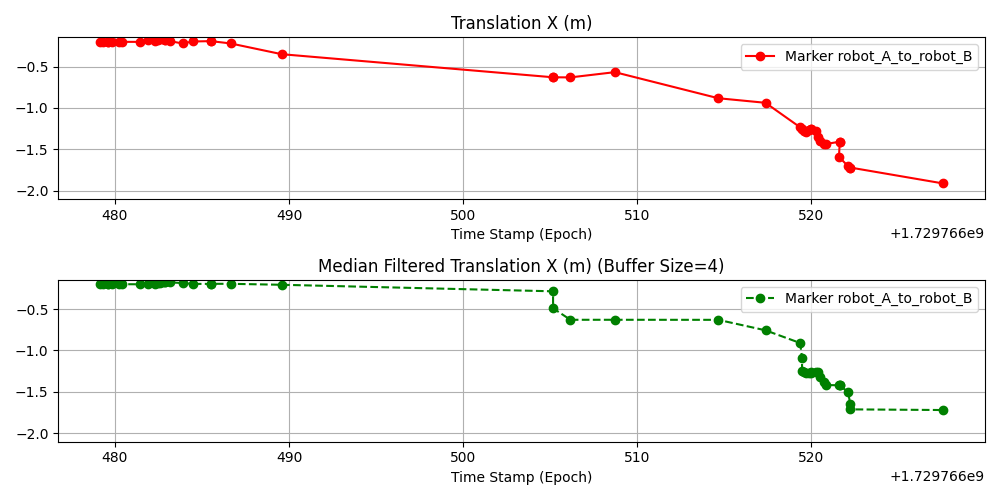 Translation X (m)
Marker robot_A_to_robot_B
−0.5
−1.0
−1.5
−2.0
480 490 500 510 520
Time Stamp (Epoch)
+1.729766e9
Median Filtered Translation X (m) (Buffer Size=4)
Marker robot_A_to_robot_B
−0.5
−1.0
−1.5
−2.0
480 490 500 510 520
Time Stamp (Epoch)
+1.729766e9